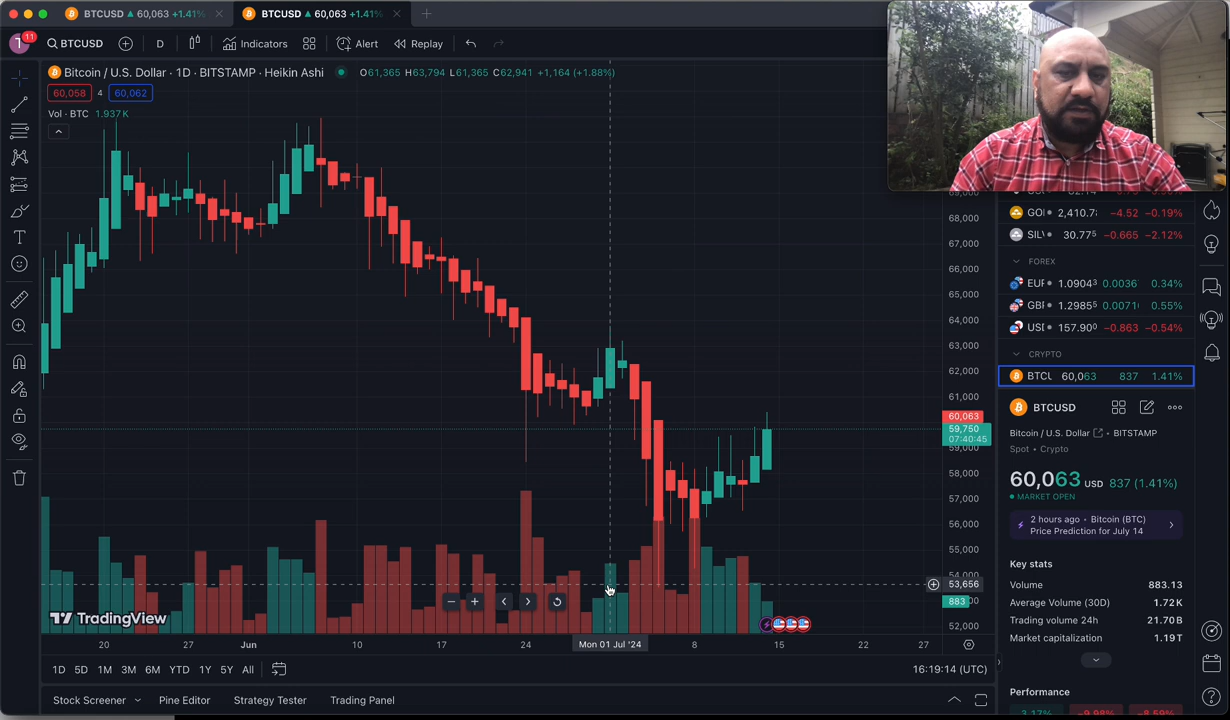 BTCUSD ▲ 60,063 +1.41%
BTCUSD ▲ 60,063 +1.41%
11
BTCUSD
D
Indicators
Alert
Replay
Bitcoin / U.S. Dollar · 1D · BITSTAMP · Heikin Ashi
O61,365 H63,794 L61,365 C62,941 +1,164 (+1.88%)
60,058 4 60,062
Vol · BTC 1.937K
69,000
68,000
67,000
66,000
65,000
64,000
63,000
62,000
61,000
60,063
59,750
07:40:45
59,000
58,000
57,000
56,000
55,000
54,000
53,656
883
52,000
TradingView
20 27 Jun 10 17 24 Mon 01 Jul '24 8 15 22 27
1D 5D 1M 3M 6M YTD 1Y 5Y All
16:19:14 (UTC)
Stock Screener
Pine Editor
Strategy Tester
Trading Panel
2,410.7 −4.52 −0.19%
30.775 −0.665 −2.12%
FOREX
1.09043 0.0036 0.34%
1.29855 0.0071 0.55%
157.900 −0.863 −0.54%
CRYPTO
60,063 837 1.41%
BTCUSD
Bitcoin / U.S. Dollar • BITSTAMP
Spot • Crypto
60,063 USD 837 (1.41%)
MARKET OPEN
2 hours ago • Bitcoin (BTC)
Price Prediction for July 14
Key stats
Volume 883.13
Average Volume (30D) 1.72K
Trading volume 24h 21.70B
Market capitalization 1.19T
Performance